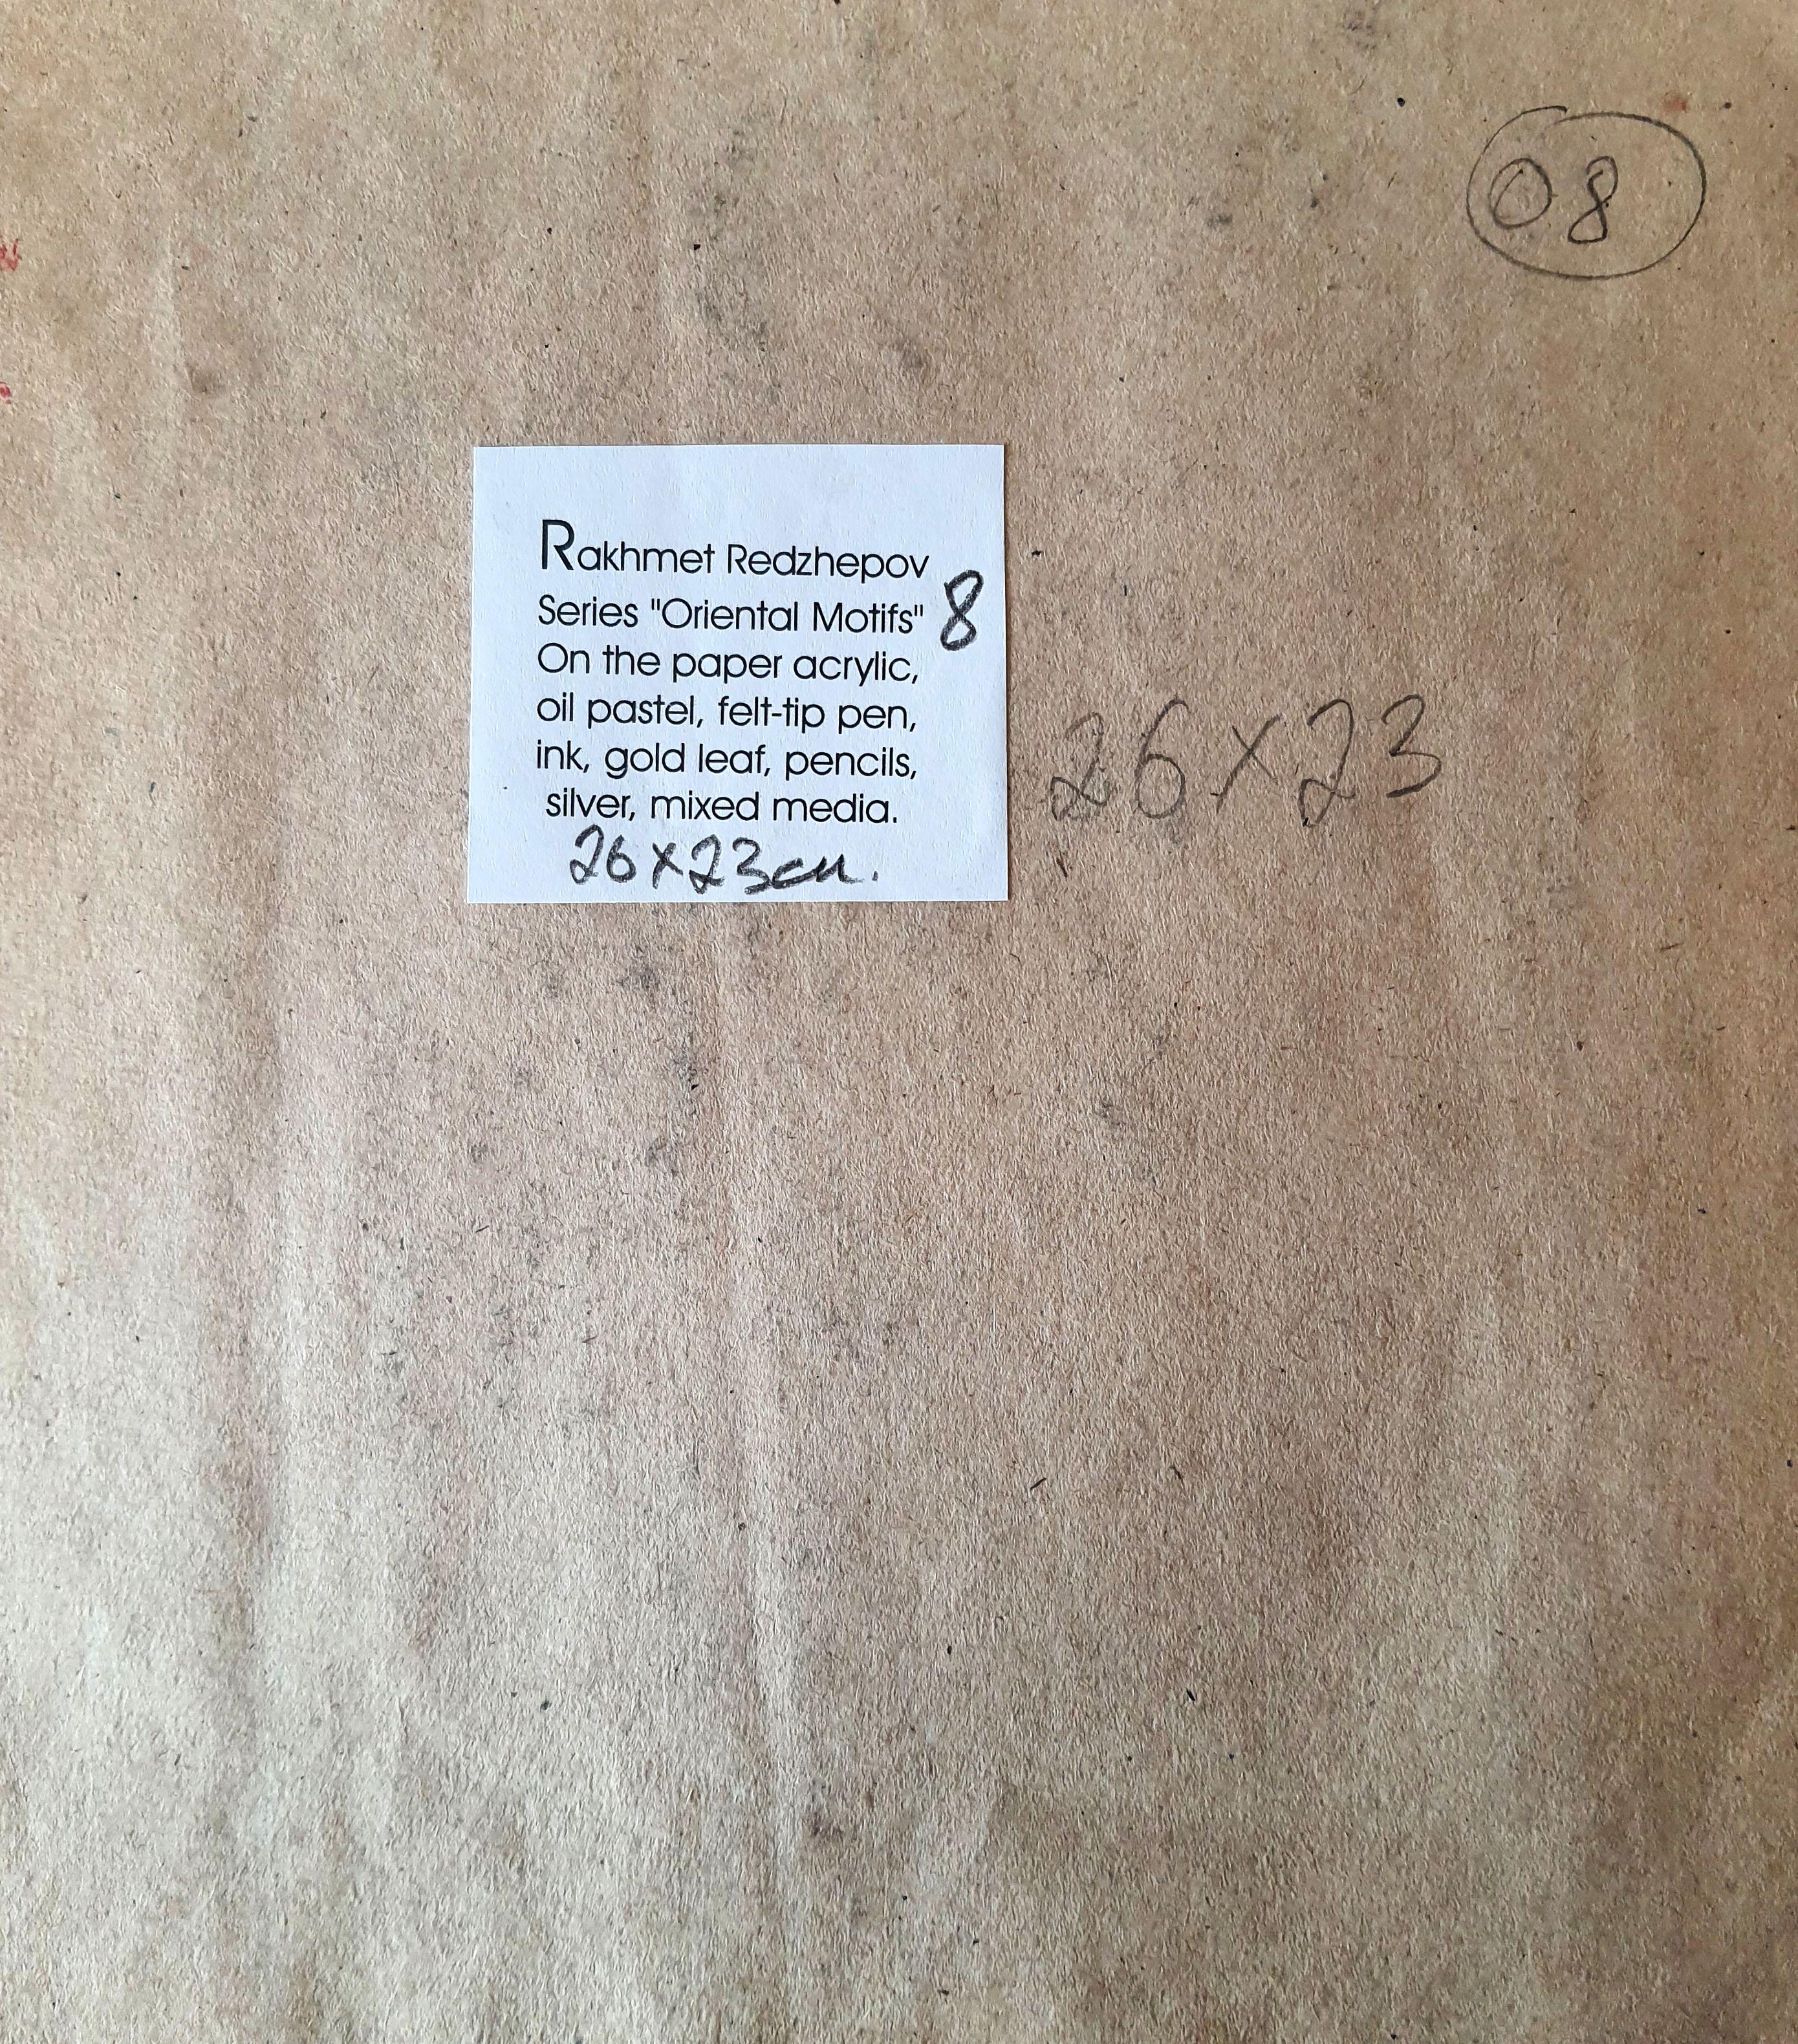 08
Rakhmet Redzhepov
Series "Oriental Motifs" 8
On the paper acrylic,
oil pastel, felt-tip pen,
ink, gold leaf, pencils,
silver, mixed media.
26x23см.
26x23